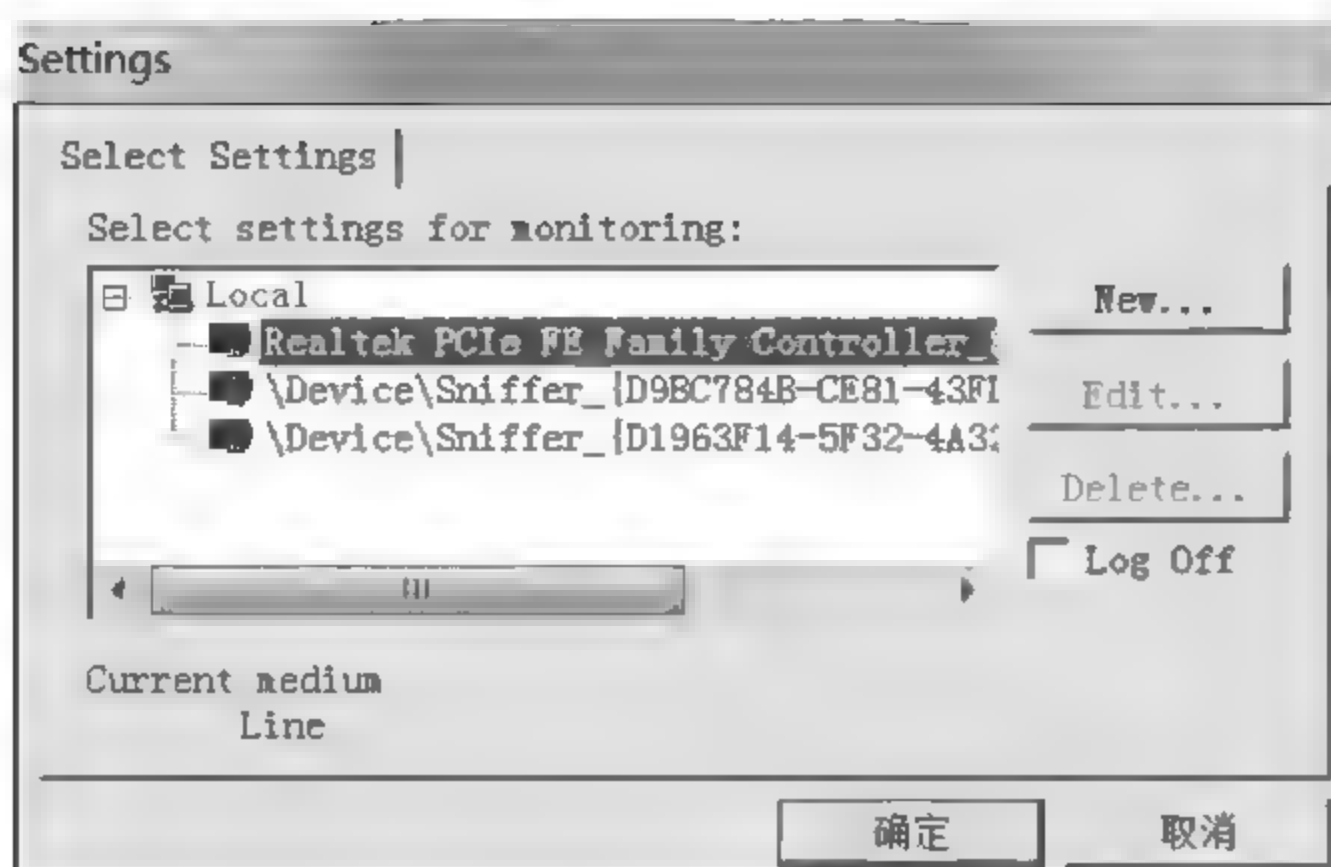 Settings
Select Settings
Select settings for monitoring:
Local
Realtek PCIe FE Family Controller_
\Device\Sniffer_{D9BC784B-CE81-43F
\Device\Sniffer_{D1963F14-5F32-4A3
New...
Edit...
Delete...
Log Off
Current medium
Line
确定
取消